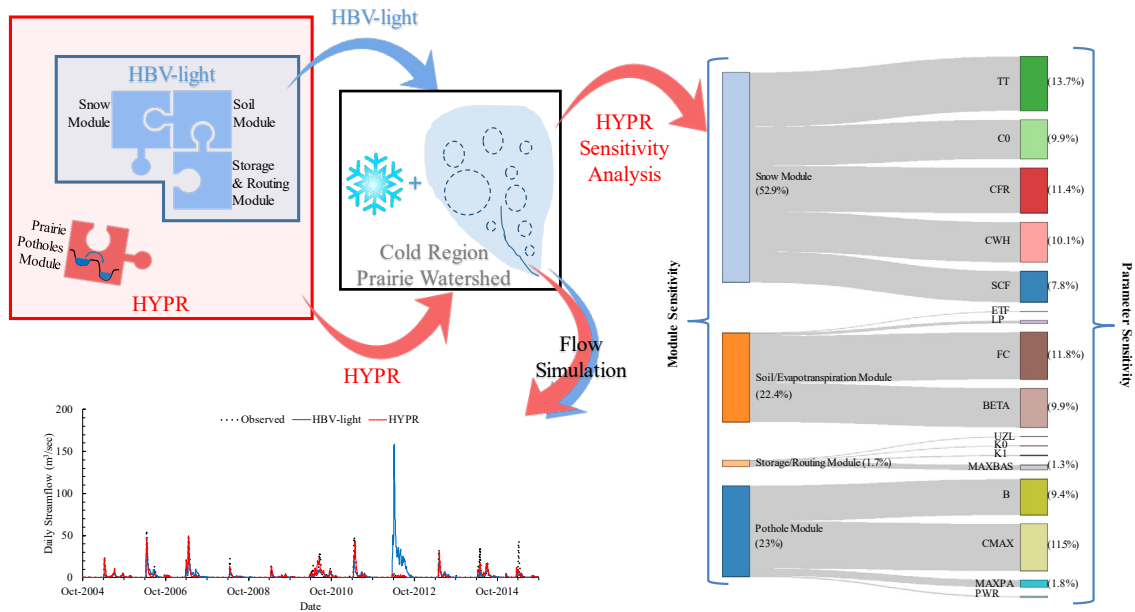 HBV-light
HBV-light
Snow
Module
Soil
Module
Storage
& Routing
Module
Prairie
Potholes
Module
HYPR
+
Cold Region
Prairie Watershed
HYPR
Sensitivity
Analysis
HYPR
Flow
Simulation
Observed
HBV-light
HYPR
Daily Streamflow (m³/sec)
200
150
100
50
0
Oct-2004
Oct-2006
Oct-2008
Oct-2010
Oct-2012
Oct-2014
Date
Module Sensitivity
Snow Module
(52.9%)
Soil/Evapotranspiration Module
(22.4%)
Storage/Routing Module (1.7%)
Pothole Module
(23%)
TT
(13.7%)
C0
(9.9%)
CFR
(11.4%)
CWH
(10.1%)
SCF
(7.8%)
ETF
LP
FC
(11.8%)
BETA
(9.9%)
UZL
K0
K1
MAXBAS
(1.3%)
B
(9.4%)
CMAX
(11.5%)
MAXPA
(1.8%)
PWR
Parameter Sensitivity